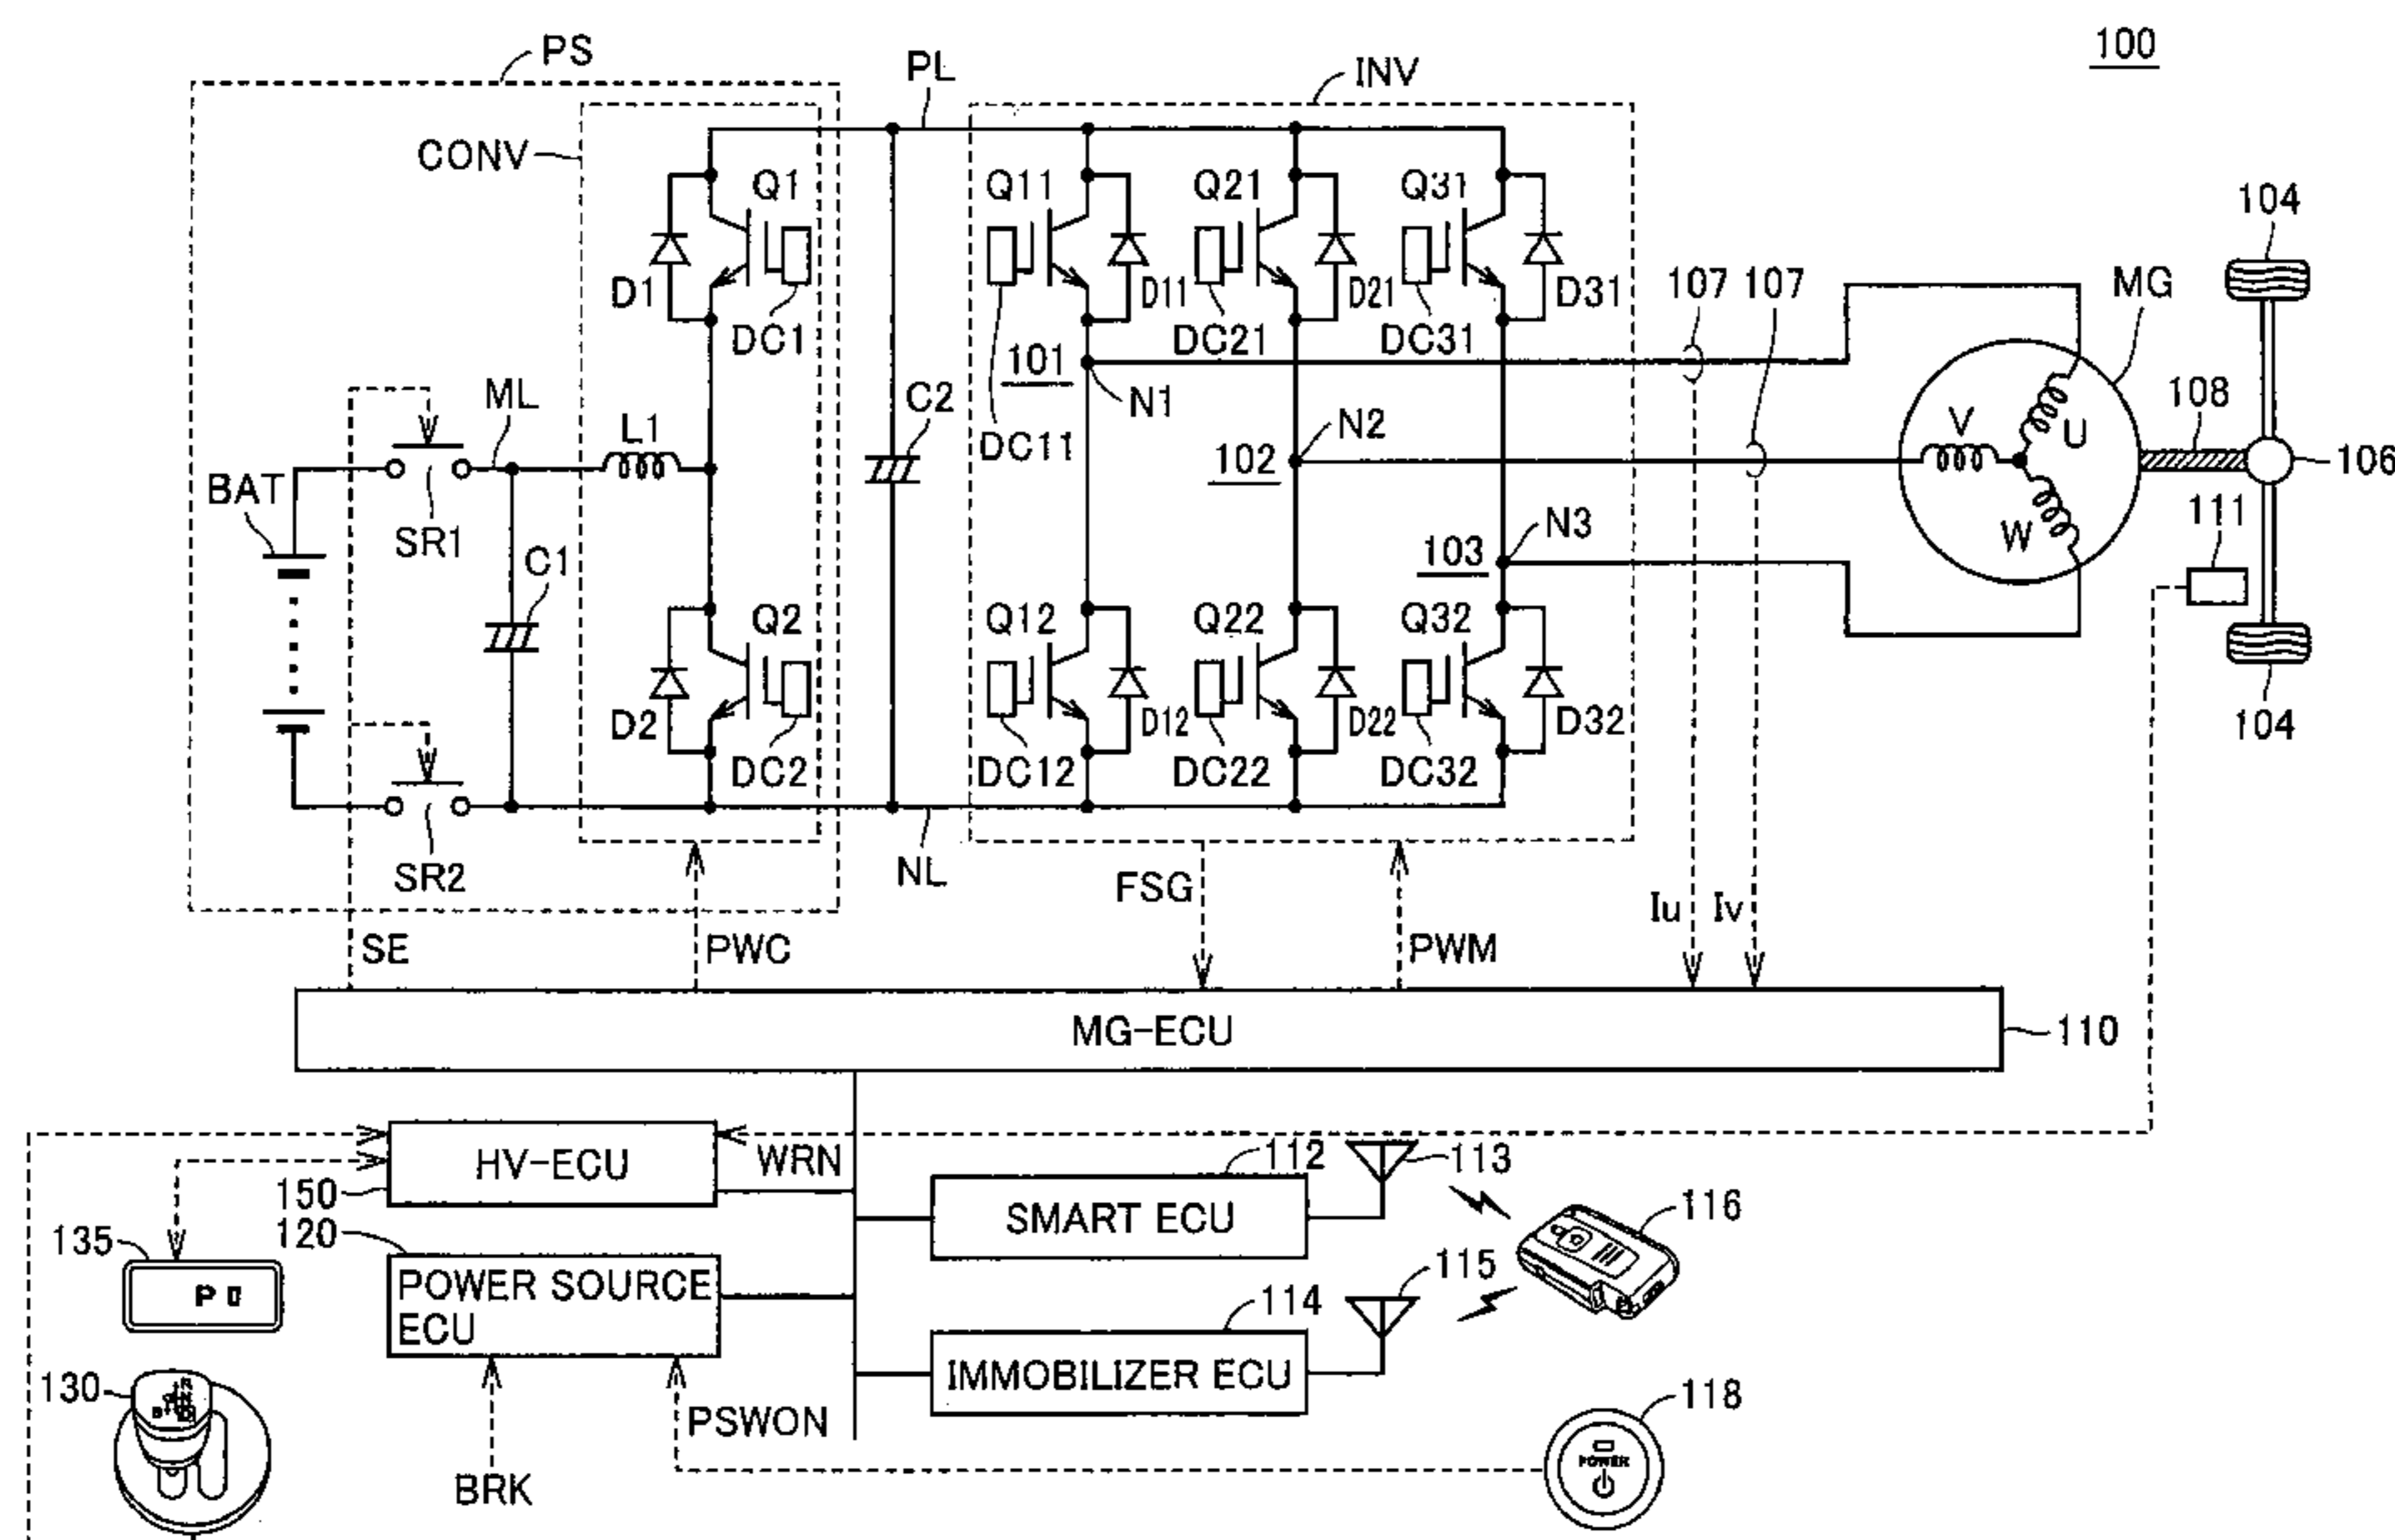 100
PS
PL
INV
CONV
Q1
Q11
Q21
Q31
104
D1
DC1
D11
D21
D31
107
107
MG
DC21
DC31
101
N1
ML
L1
C2
DC11
N2
V
U
108
102
106
BAT
SR1
C1
N3
W
111
103
Q2
Q12
Q22
Q32
D2
DC2
D12
D22
D32
DC12
DC22
DC32
104
SR2
NL
FSG
Iu
Iv
SE
PWC
PWM
MG-ECU
110
HV-ECU
WRN
112
113
150
SMART ECU
116
120
135
P
POWER SOURCE
ECU
114
115
IMMOBILIZER ECU
130
PSWON
118
POWER
BRK